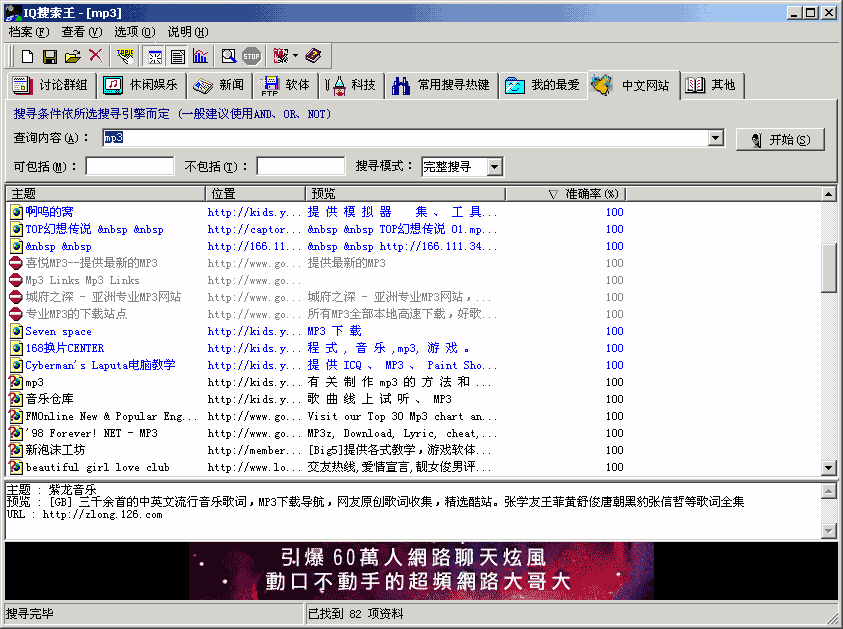 IQ搜索王 - [mp3]
档案(F) 查看(V) 选项(O) 说明(H)
STOP
讨论群组 休闲娱乐 新闻 FTP 软体 科技 常用搜寻热键 我的最爱 中文网站 其他
搜寻条件依所选搜寻引擎而定 (一般建议使用AND、OR、NOT)
查询内容(A)： mp3 开始(S)
可包括(M)： 不包括(T)： 搜寻模式： 完整搜寻
主题 位置 预览 ▽ 准确率(%)
啊呜的窝 http://kids.y... 提 供 模 拟 器 集 、 工 具... 100
TOP幻想传说 &nbsp &nbsp http://captor... &nbsp &nbsp TOP幻想传说 01.mp... 100
&nbsp &nbsp http://166.11... &nbsp &nbsp http://166.111.34... 100
喜悦MP3--提供最新的MP3 http://www.go... 提供最新的MP3 100
Mp3 Links Mp3 Links http://www.go... 100
城府之深 - 亚洲专业MP3网站 http://www.go... 城府之深 - 亚洲专业MP3网站，... 100
专业MP3的下载站点 http://www.go... 所有MP3全部本地高速下载，好歌... 100
Seven space http://kids.y... MP3 下 载 100
168换片CENTER http://kids.y... 程 式 , 音 乐 ,mp3, 游 戏 。 100
Cyberman's Laputa电脑教学 http://kids.y... 提 供 ICQ 、 MP3 、 Paint Sho... 100
mp3 http://kids.y... 有 关 制 作 mp3 的 方 法 和 ... 100
音乐仓库 http://kids.y... 歌 曲 线 上 试 听 、 MP3 100
FMOnline New & Popular Eng... http://www.go... Visit our Top 30 Mp3 chart an... 100
'98 Forever! NET - MP3 http://www.go... MP3z, Download, Lyric, cheat,... 100
新泡沫工坊 http://member... [Big5]提供各式教学，游戏软体... 100
beautiful girl love club http://www.lo... 交友热线,爱情宣言,靓女俊男评... 100
主题 : 紫龙音乐
预览 : [GB] 三千余首的中英文流行音乐歌词，MP3下载导航，网友原创歌词收集，精选酷站。张学友王菲黄舒俊唐朝黑豹张信哲等歌词全集
URL : http://zlong.126.com
引爆60萬人網路聊天炫風
動口不動手的超頻網路大哥大
搜寻完毕 已找到 82 项资料